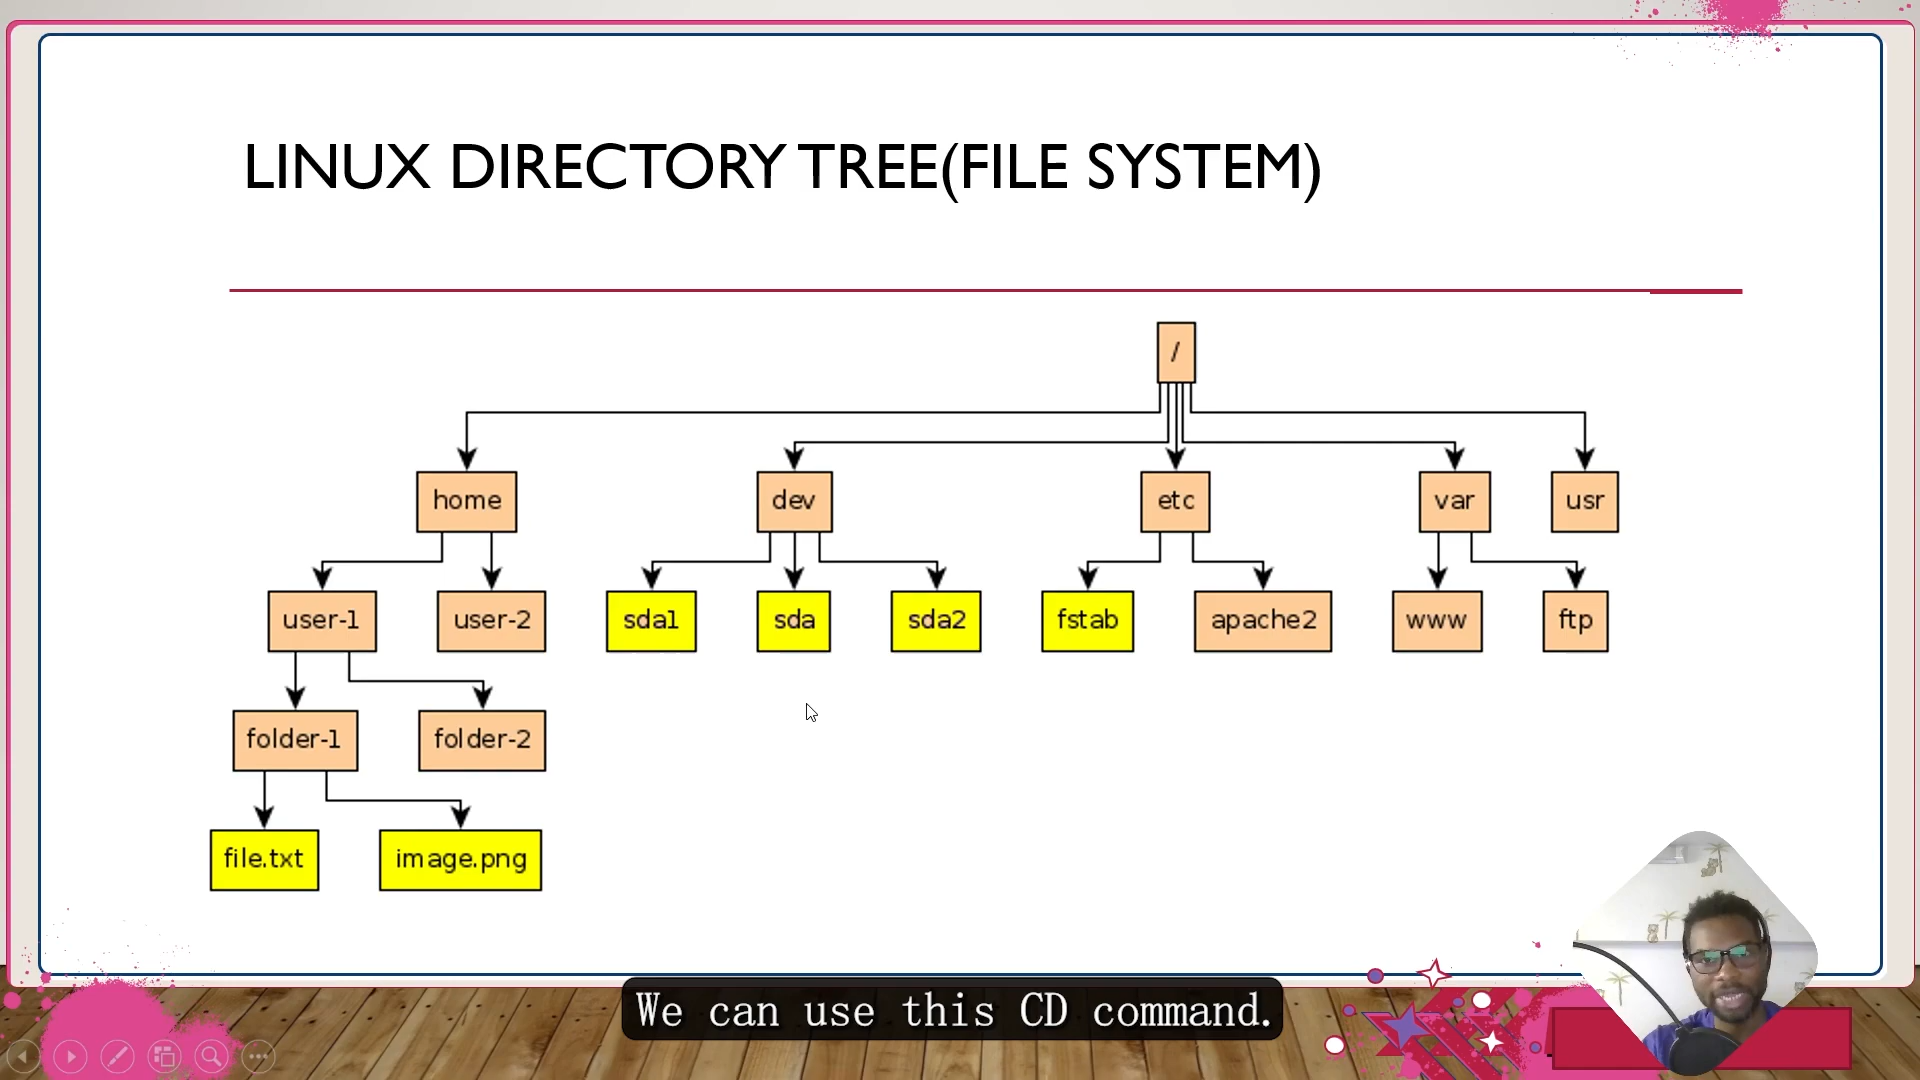 LINUX DIRECTORY TREE(FILE SYSTEM)
/
home dev etc var usr
user-1 user-2 sda1 sda sda2 fstab apache2 www ftp
folder-1 folder-2
file.txt image.png
We can use this CD command.